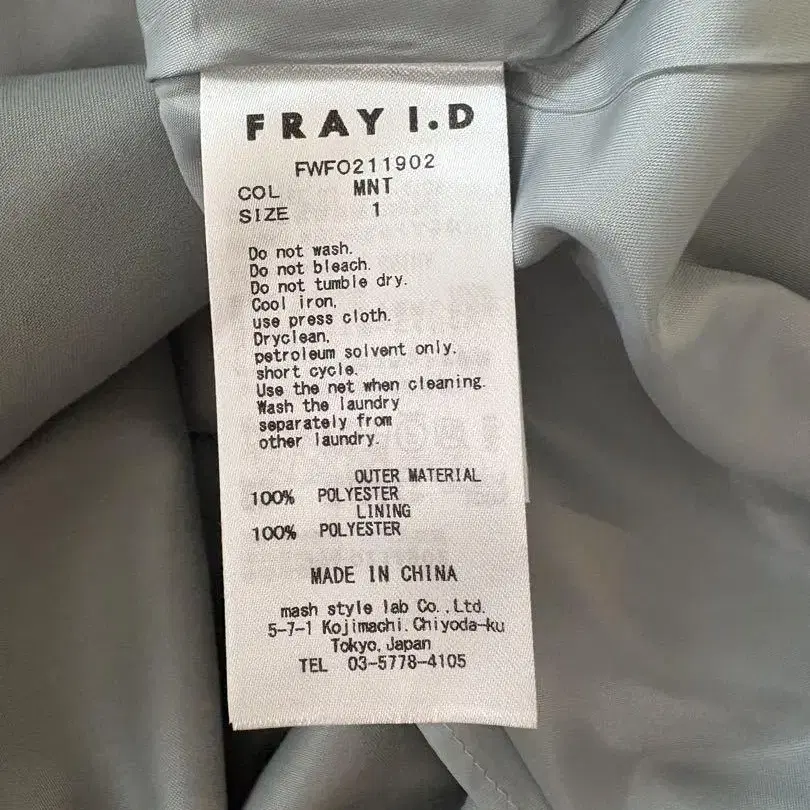 FRAY I.D
FWFO211902
COL MNT
SIZE 1
Do not wash.
Do not bleach.
Do not tumble dry.
Cool iron,
use press cloth.
Dryclean,
petroleum solvent only.
short cycle.
Use the net when cleaning.
Wash the laundry
separately from
other laundry.
OUTER MATERIAL
100% POLYESTER
LINING
100% POLYESTER
MADE IN CHINA
mash style lab Co.,Ltd.
5-7-1 Kojimachi, Chiyoda-ku
Tokyo, Japan
TEL 03-5778-4105